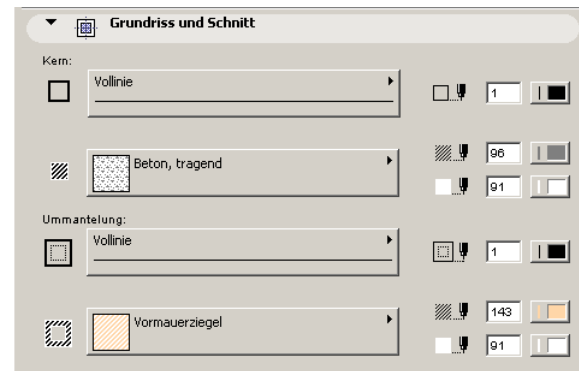 Grundriss und Schnitt
Kern:
Vollinie
1
Beton, tragend
96
91
Ummantelung:
Vollinie
1
Vormauerziegel
143
91